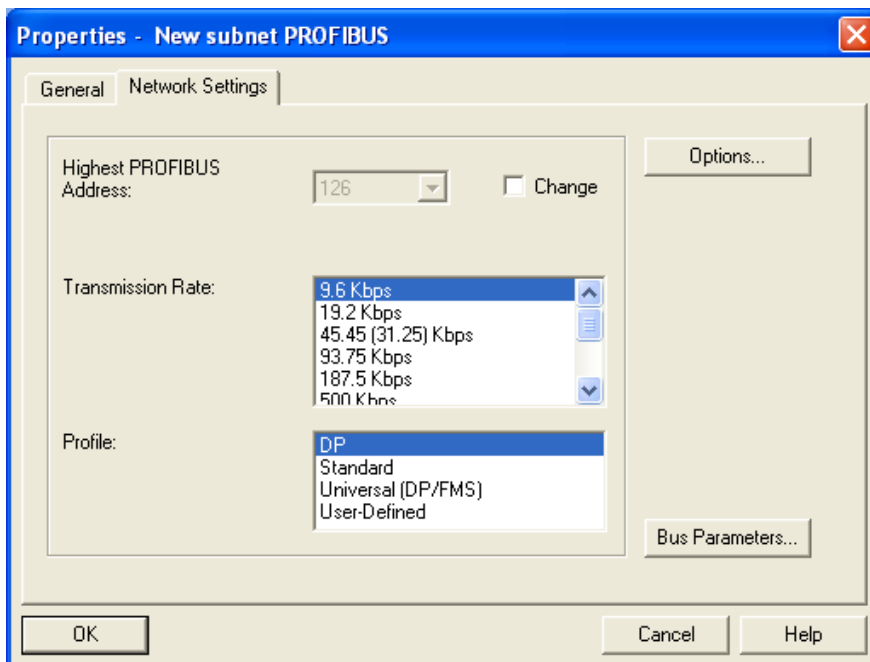 Properties - New subnet PROFIBUS
General
Network Settings
Highest PROFIBUS
Address:
126
Change
Options...
Transmission Rate:
9.6 Kbps
19.2 Kbps
45.45 (31.25) Kbps
93.75 Kbps
187.5 Kbps
500 Kbps
Profile:
DP
Standard
Universal (DP/FMS)
User-Defined
Bus Parameters...
OK
Cancel
Help